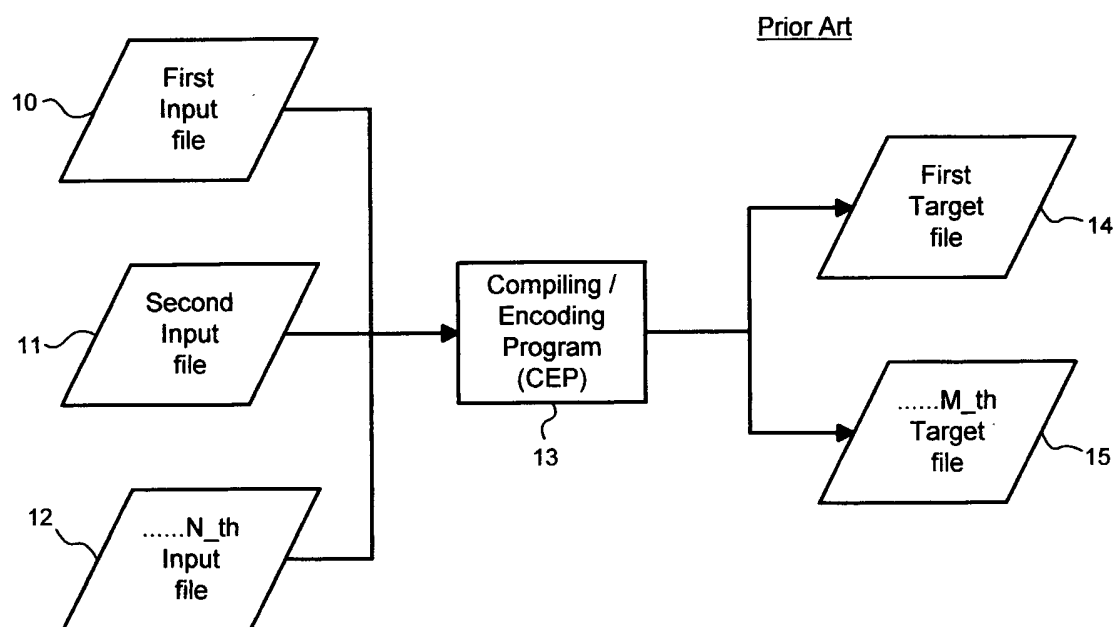 Prior Art
First
Input
file
10
Second
Input
file
11
......N_th
Input
file
12
Compiling /
Encoding
Program
(CEP)
13
First
Target
file
14
......M_th
Target
file
15